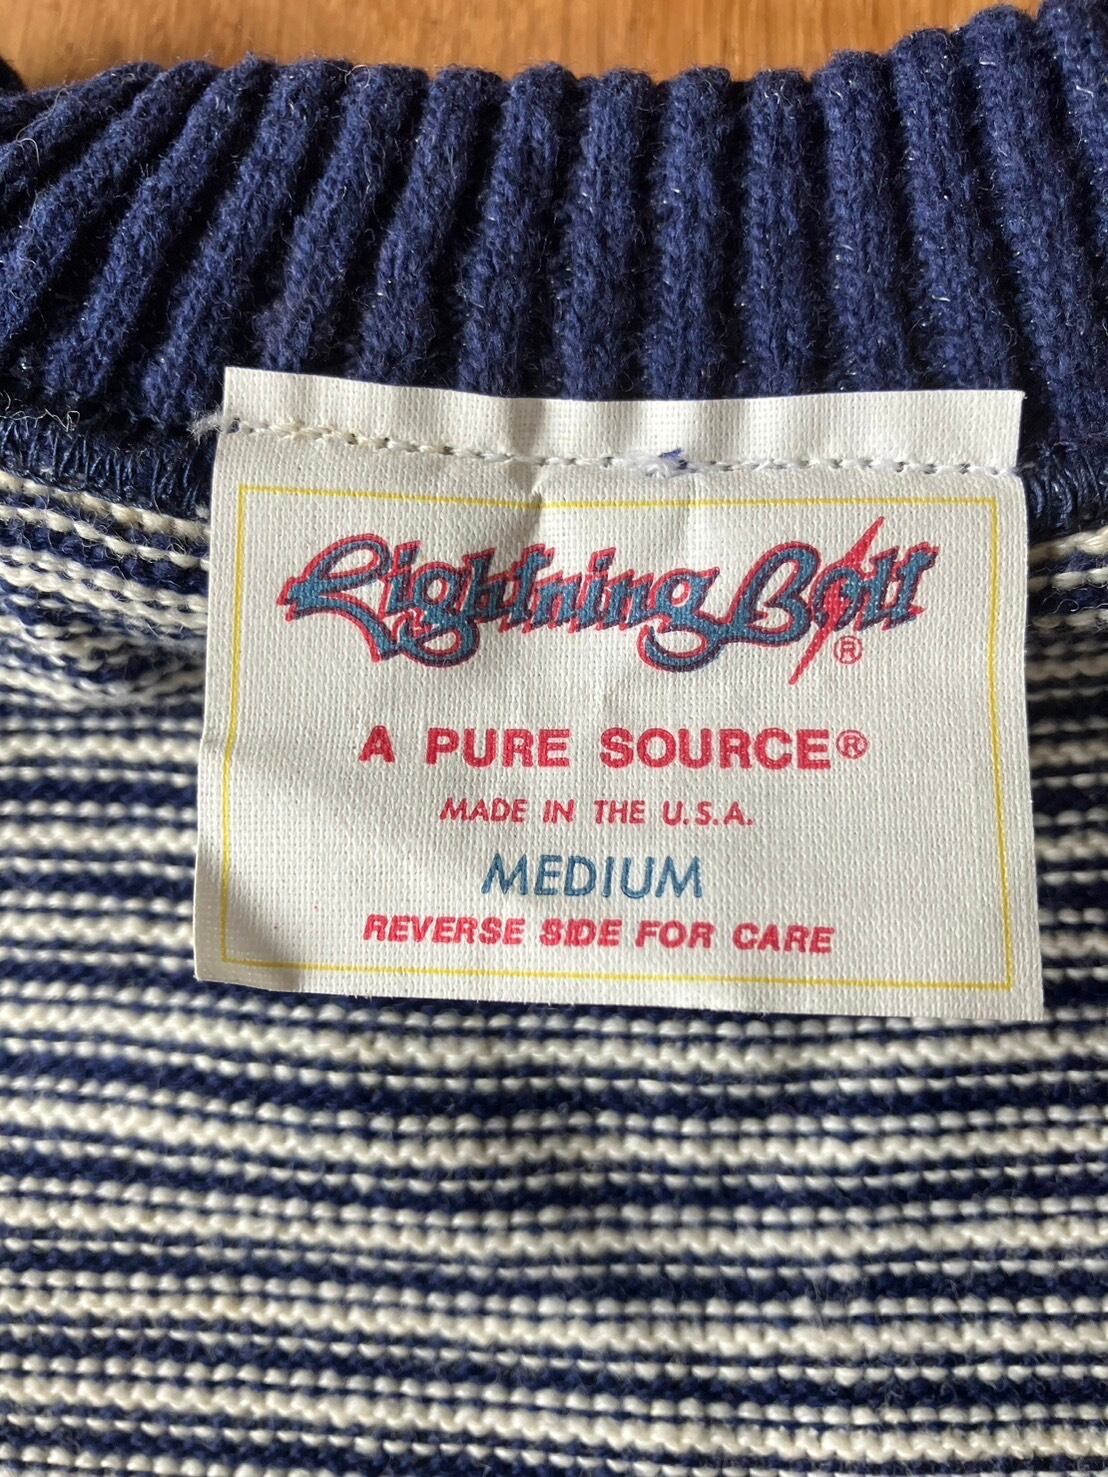 Lightning Bolt®
A PURE SOURCE®
MADE IN THE U.S.A.
MEDIUM
REVERSE SIDE FOR CARE